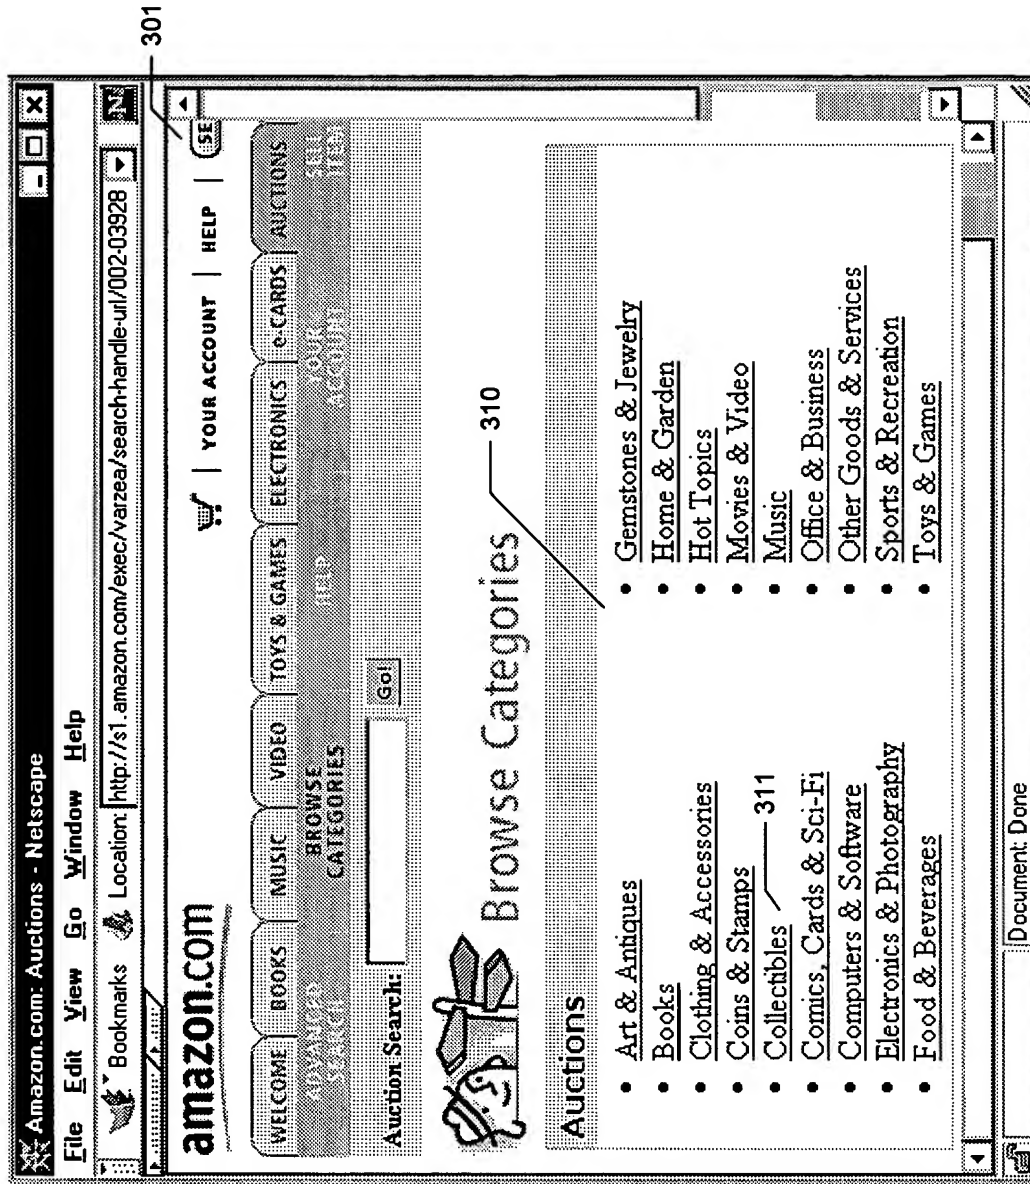 Amazon.com: Auctions - Netscape
File Edit View Go Window Help
Bookmarks Location: http://s1.amazon.com/exec/varzea/search-handle-url/002-03928
N
301
amazon.com
YOUR ACCOUNT | HELP | SE
WELCOME BOOKS MUSIC VIDEO TOYS & GAMES ELECTRONICS e-CARDS AUCTIONS
ADVANCED SEARCH BROWSE CATEGORIES HELP YOUR ACCOUNT SELL ITEM
Auction Search: Go!
Browse Categories
310
Auctions
• Art & Antiques
• Books
• Clothing & Accessories
• Coins & Stamps
• Collectibles
311
• Comics, Cards & Sci-Fi
• Computers & Software
• Electronics & Photography
• Food & Beverages
• Gemstones & Jewelry
• Home & Garden
• Hot Topics
• Movies & Video
• Music
• Office & Business
• Other Goods & Services
• Sports & Recreation
• Toys & Games
Document Done